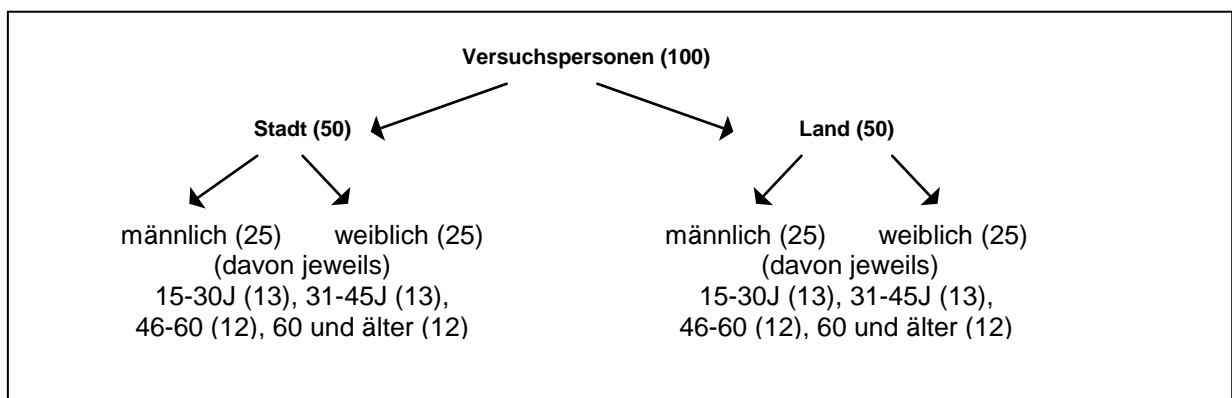 Versuchspersonen (100)
Stadt (50)
Land (50)
männlich (25) weiblich (25)
(davon jeweils)
15-30J (13), 31-45J (13),
46-60 (12), 60 und älter (12)
männlich (25) weiblich (25)
(davon jeweils)
15-30J (13), 31-45J (13),
46-60 (12), 60 und älter (12)